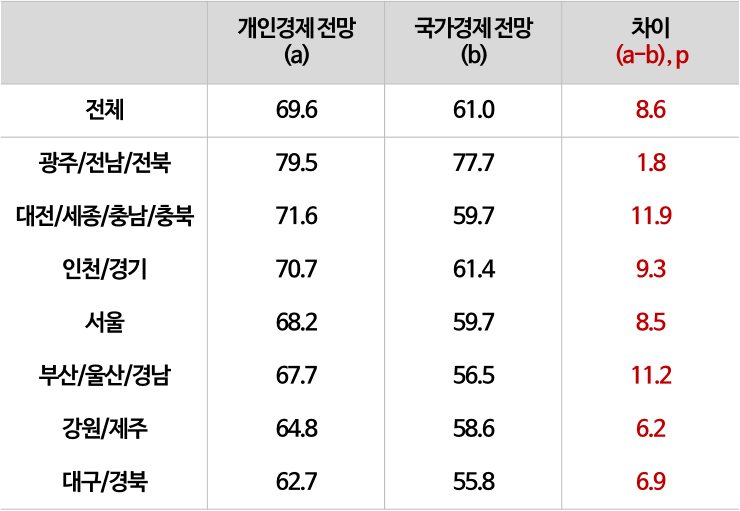 개인경제 전망 국가경제 전망 차이
(a) (b) (a-b), p
전체 69.6 61.0 8.6
광주/전남/전북 79.5 77.7 1.8
대전/세종/충남/충북 71.6 59.7 11.9
인천/경기 70.7 61.4 9.3
서울 68.2 59.7 8.5
부산/울산/경남 67.7 56.5 11.2
강원/제주 64.8 58.6 6.2
대구/경북 62.7 55.8 6.9